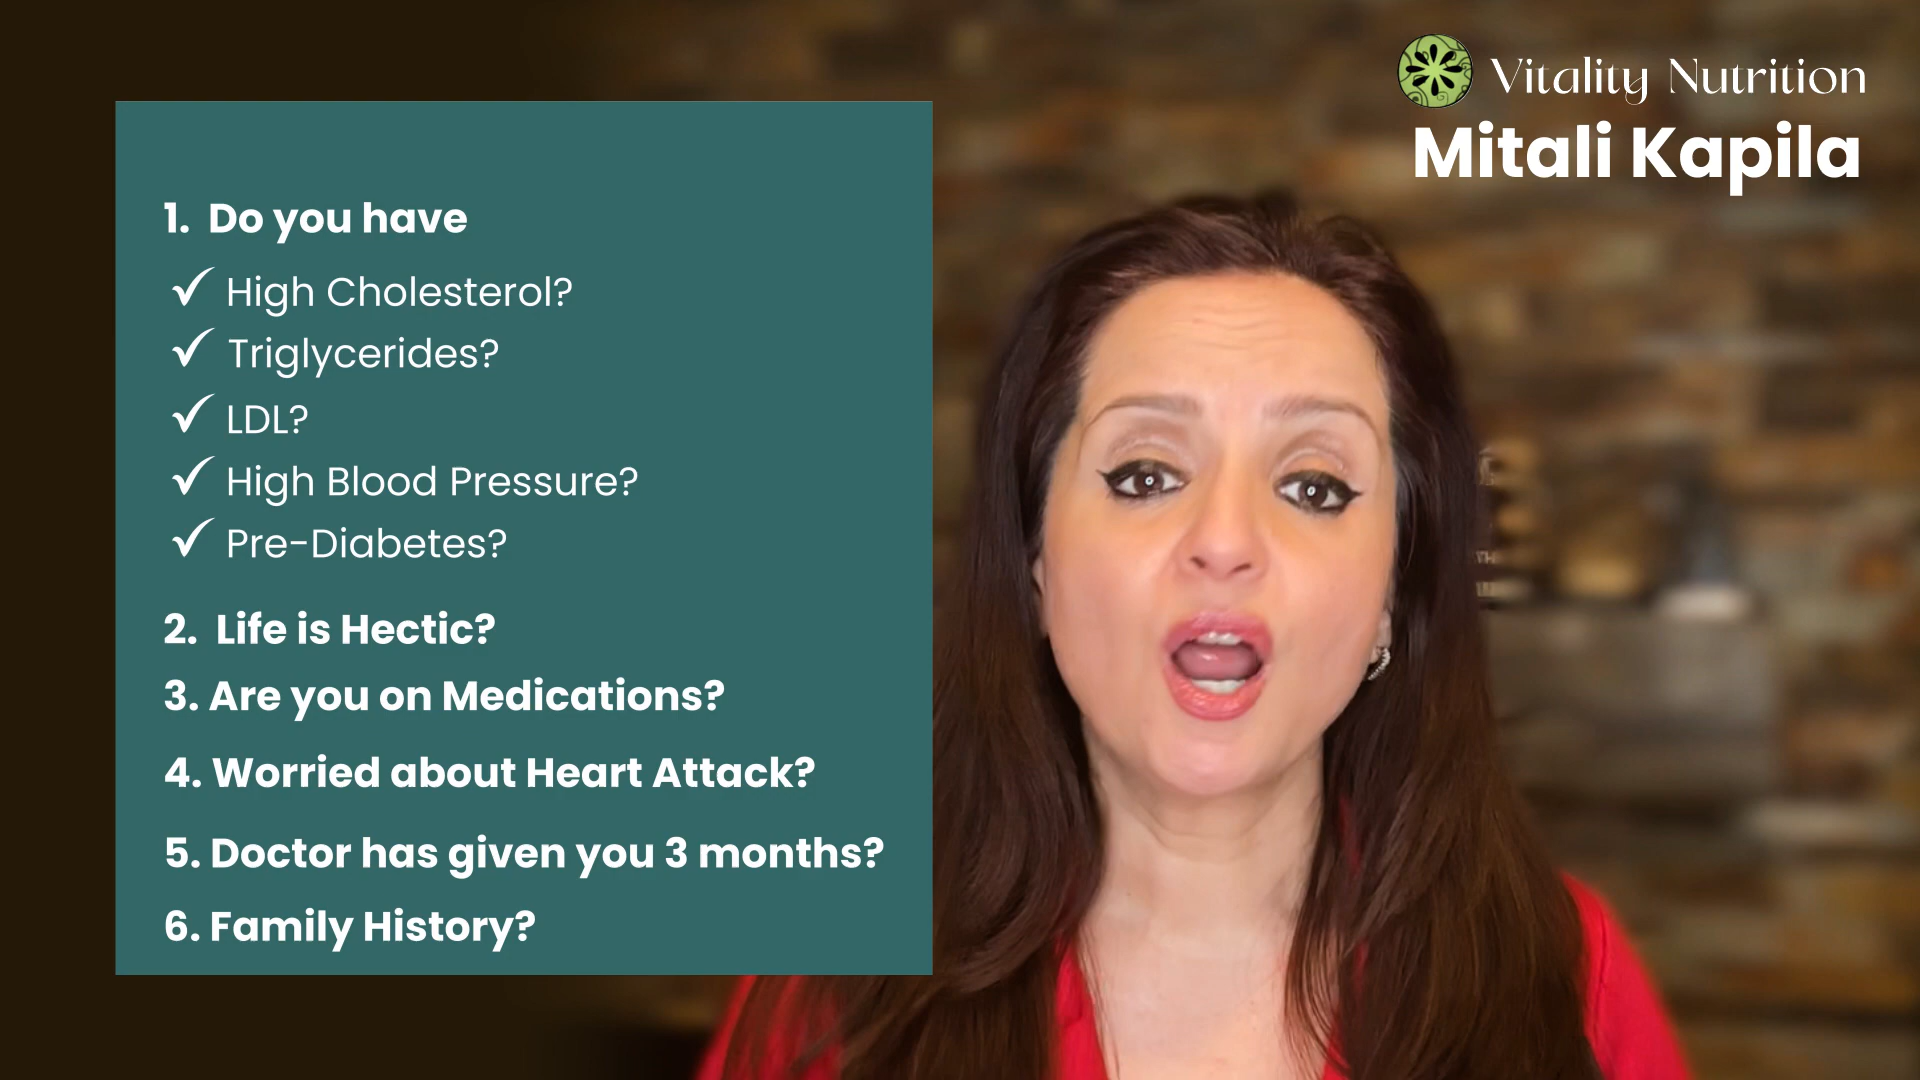 Vitality Nutrition
Mitali Kapila
1. Do you have
High Cholesterol?
Triglycerides?
LDL?
High Blood Pressure?
Pre-Diabetes?
2. Life is Hectic?
3. Are you on Medications?
4. Worried about Heart Attack?
5. Doctor has given you 3 months?
6. Family History?